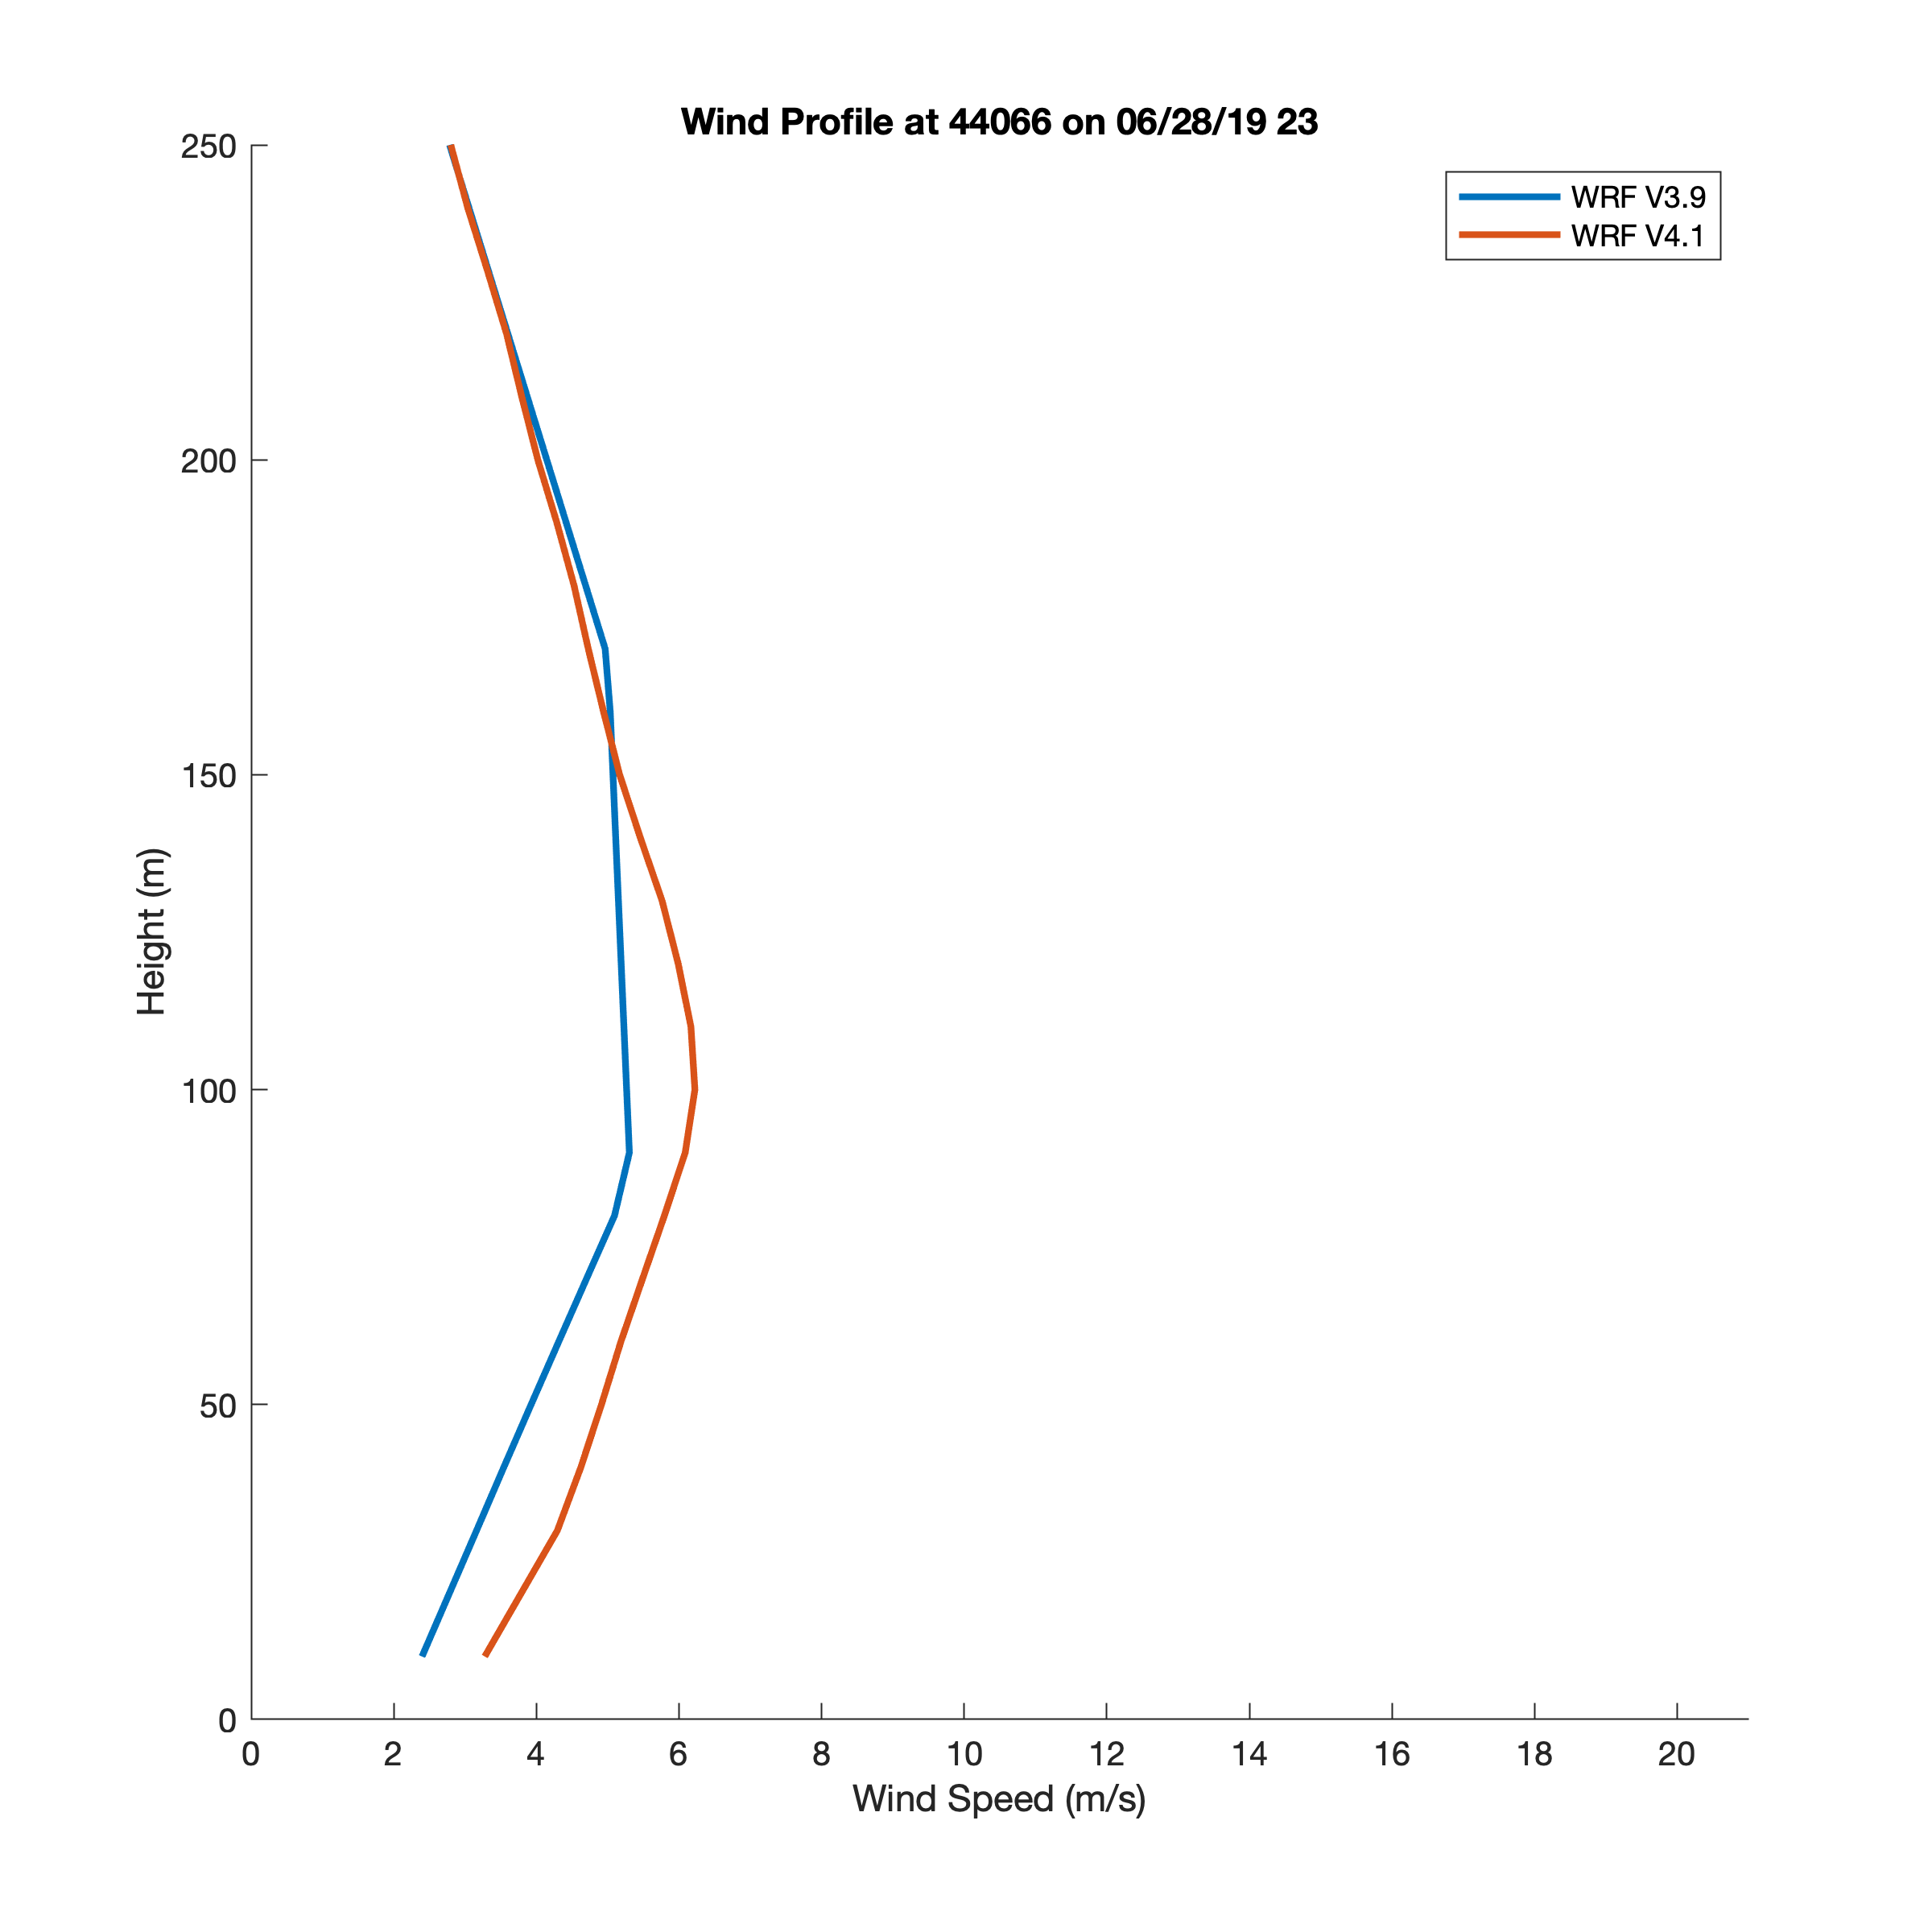 Wind Profile at 44066 on 06/28/19 23
WRF V3.9
WRF V4.1
250
200
150
100
50
0
Height (m)
0 2 4 6 8 10 12 14 16 18 20
Wind Speed (m/s)